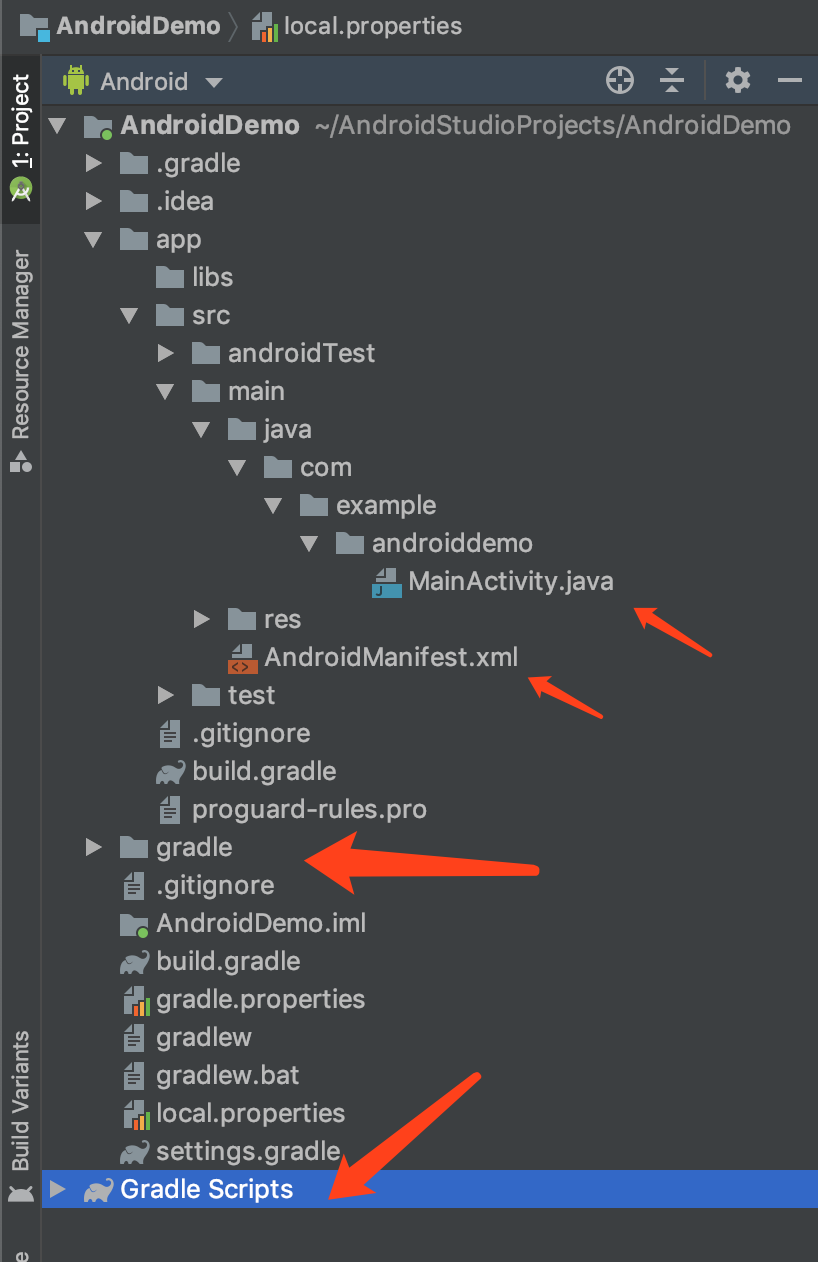 AndroidDemo local.properties
Android
AndroidDemo ~/AndroidStudioProjects/AndroidDemo
.gradle
.idea
app
libs
src
androidTest
main
java
com
example
androiddemo
MainActivity.java
res
AndroidManifest.xml
test
.gitignore
build.gradle
proguard-rules.pro
gradle
.gitignore
AndroidDemo.iml
build.gradle
gradle.properties
gradlew
gradlew.bat
local.properties
settings.gradle
Gradle Scripts
1: Project
Resource Manager
Build Variants